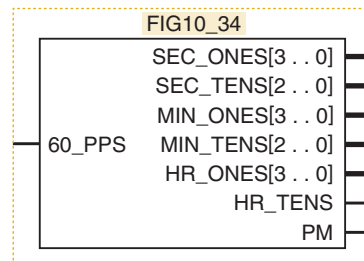 FIG10_34
SEC_ONES[3 . . 0]
SEC_TENS[2 . . 0]
MIN_ONES[3 . . 0]
60_PPS MIN_TENS[2 . . 0]
HR_ONES[3 . . 0]
HR_TENS
PM